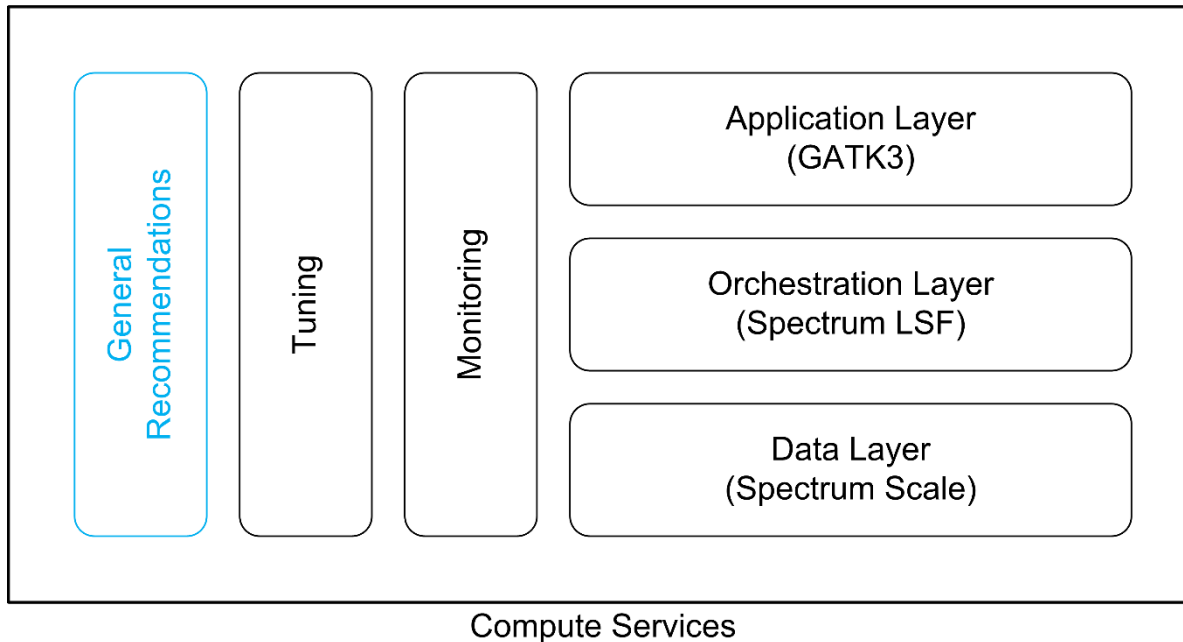 General
Recommendations
Tuning
Monitoring
Application Layer
(GATK3)
Orchestration Layer
(Spectrum LSF)
Data Layer
(Spectrum Scale)
Compute Services